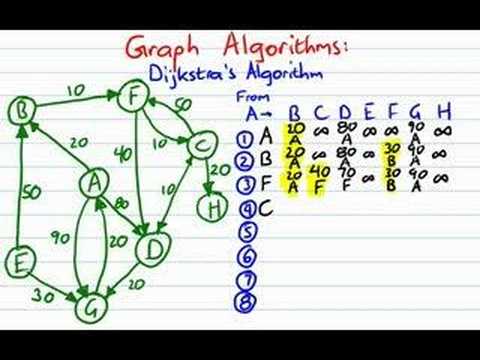 Graph Algorithms:
Dijkstra's Algorithm
From
A → B C D E F G H
① A 20 ∞ 80 ∞ ∞ 90 ∞
A A A
② B 20 ∞ 80 ∞ 30 90 ∞
A A B A
③ F 20 40 70 ∞ 30 90 ∞
A F F B A
④ C
⑤
⑥
⑦
⑧
B 10 F
50 C
20 10
40 20
A 80 10 H
50
90 20 D
E
30 20
G